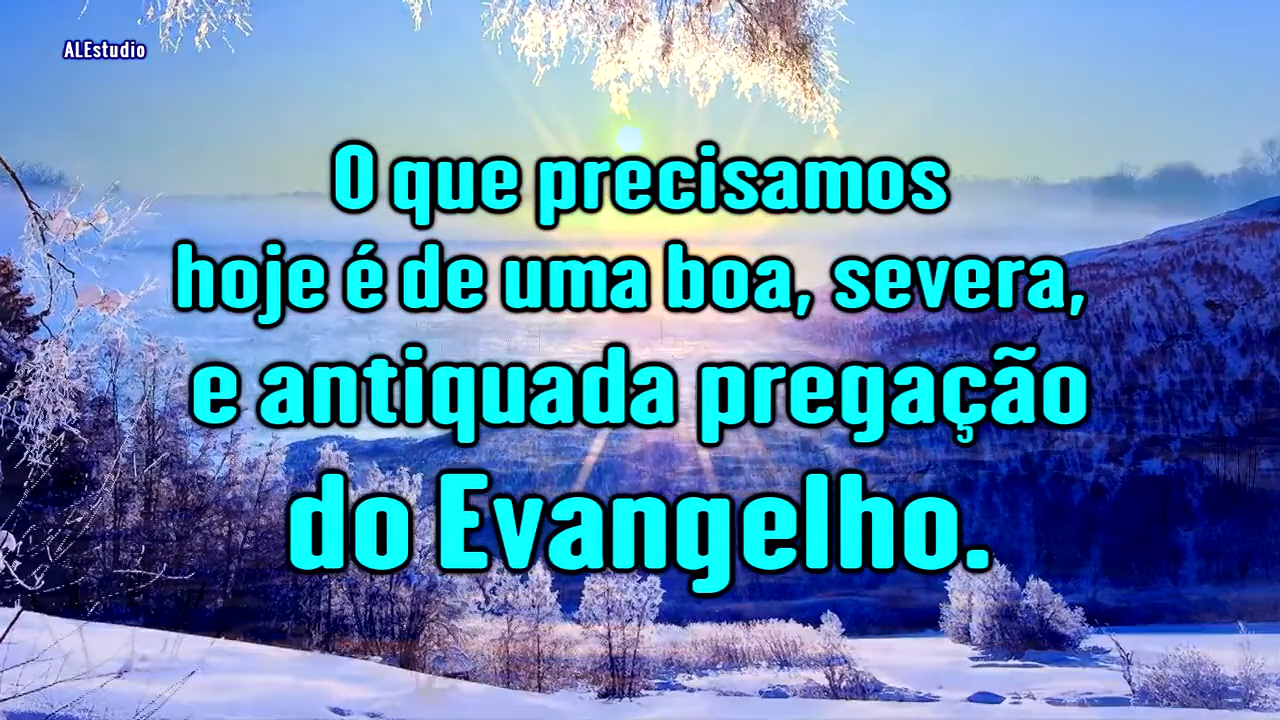 ALEstudio
O que precisamos
hoje é de uma boa, severa,
e antiquada pregação
do Evangelho.